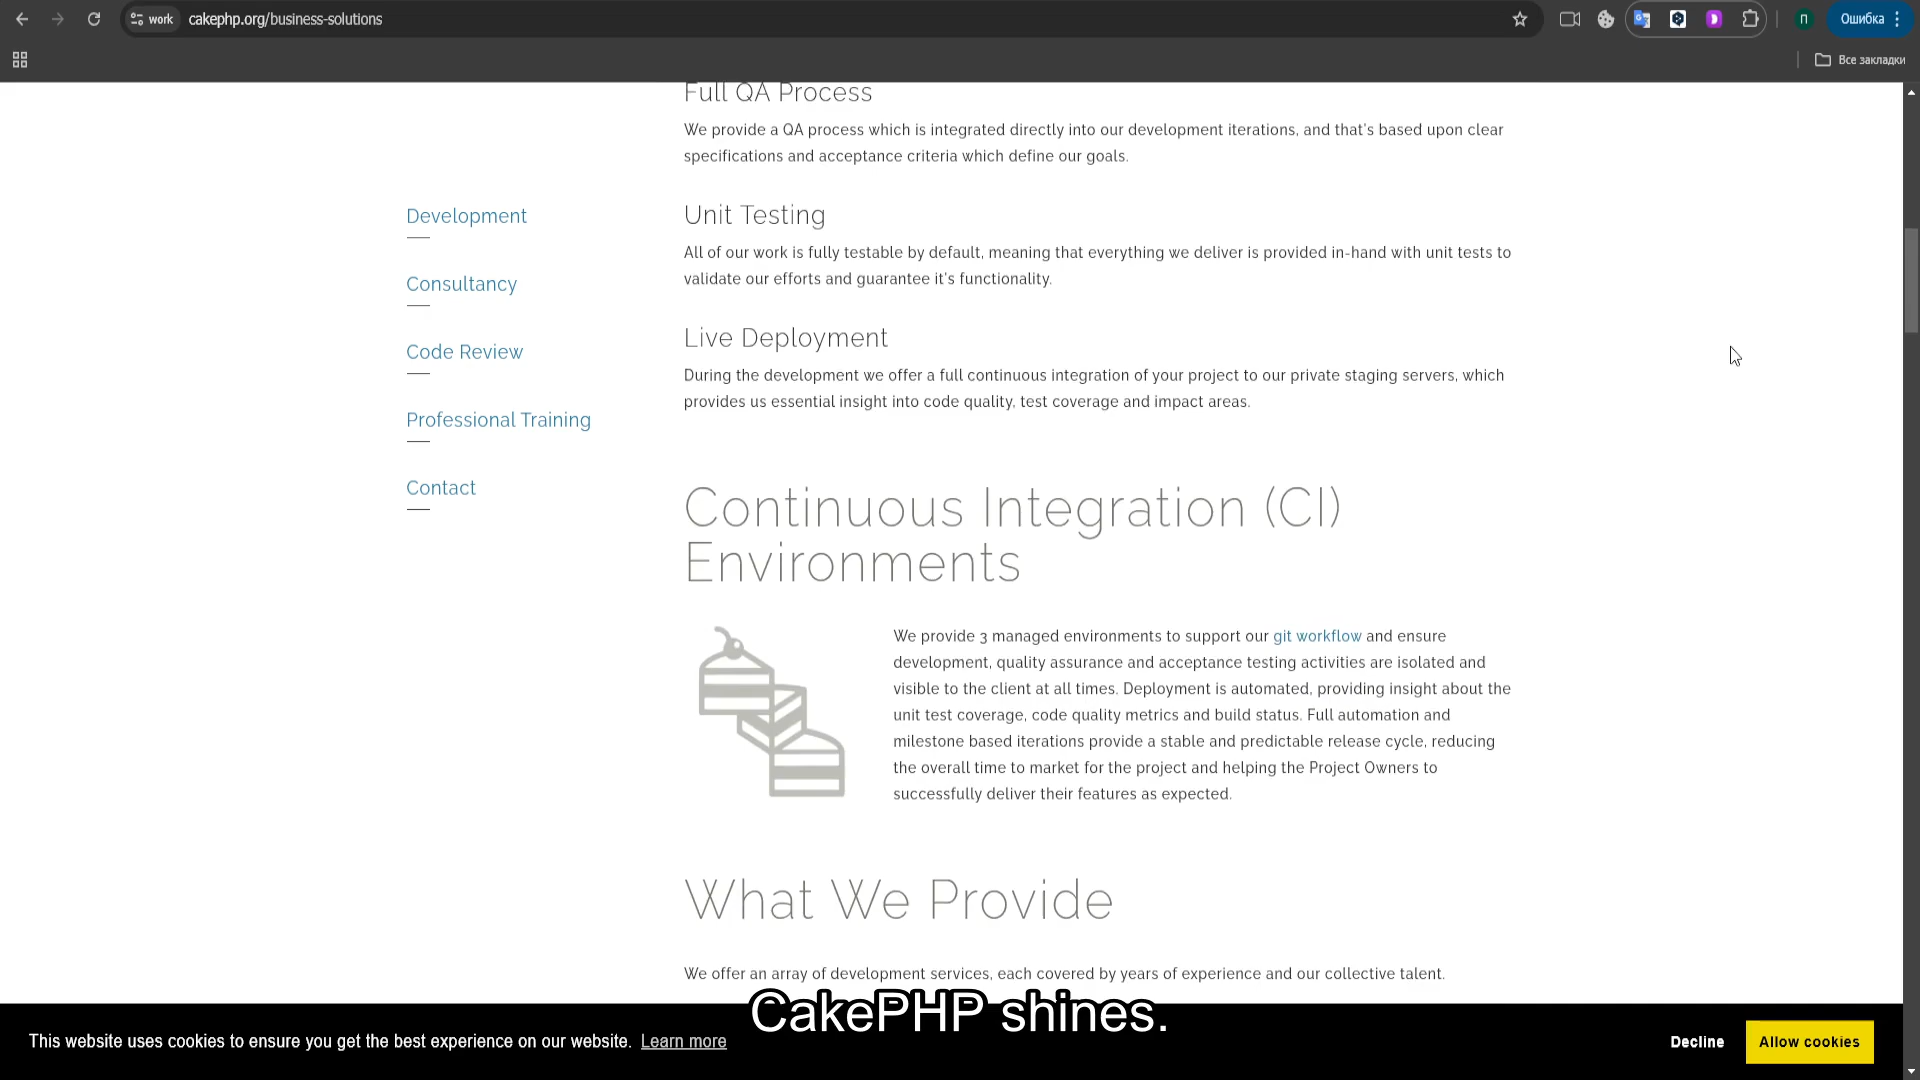 work
cakephp.org/business-solutions
П
Ошибка
Все закладки
Full QA Process
We provide a QA process which is integrated directly into our development iterations, and that's based upon clear
specifications and acceptance criteria which define our goals.
Development
Consultancy
Code Review
Professional Training
Contact
Unit Testing
All of our work is fully testable by default, meaning that everything we deliver is provided in-hand with unit tests to
validate our efforts and guarantee it's functionality.
Live Deployment
During the development we offer a full continuous integration of your project to our private staging servers, which
provides us essential insight into code quality, test coverage and impact areas.
Continuous Integration (CI)
Environments
We provide 3 managed environments to support our git workflow and ensure
development, quality assurance and acceptance testing activities are isolated and
visible to the client at all times. Deployment is automated, providing insight about the
unit test coverage, code quality metrics and build status. Full automation and
milestone based iterations provide a stable and predictable release cycle, reducing
the overall time to market for the project and helping the Project Owners to
successfully deliver their features as expected.
What We Provide
We offer an array of development services, each covered by years of experience and our collective talent.
CakePHP shines.
This website uses cookies to ensure you get the best experience on our website. Learn more
Decline
Allow cookies